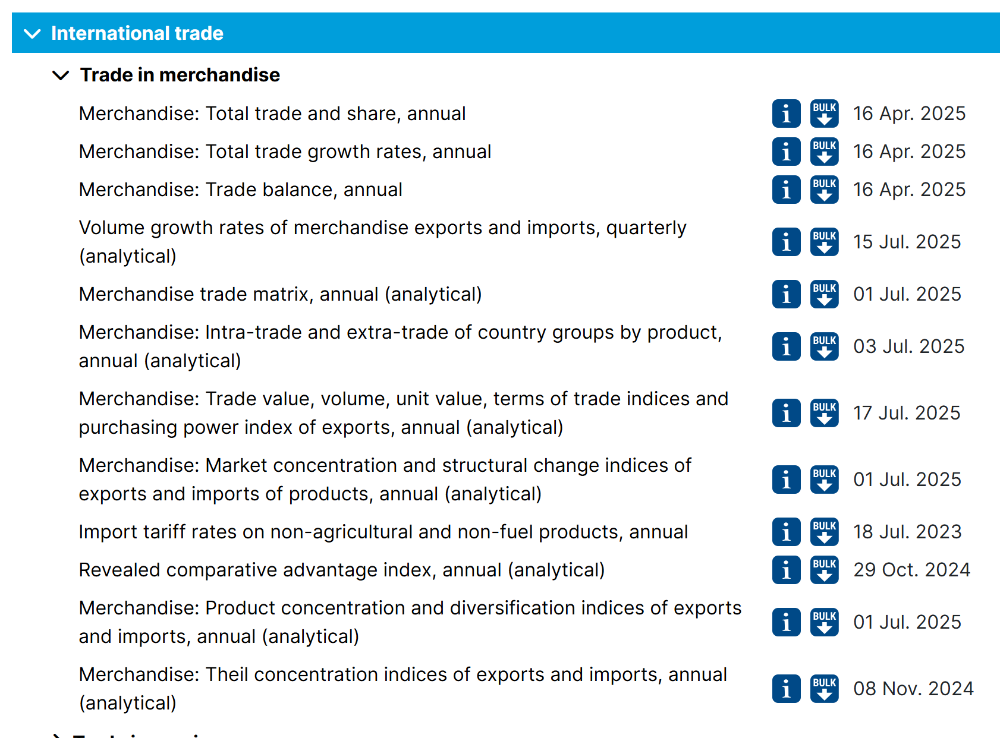 International trade
Trade in merchandise
Merchandise: Total trade and share, annual BULK 16 Apr. 2025
Merchandise: Total trade growth rates, annual BULK 16 Apr. 2025
Merchandise: Trade balance, annual BULK 16 Apr. 2025
Volume growth rates of merchandise exports and imports, quarterly
(analytical) BULK 15 Jul. 2025
Merchandise trade matrix, annual (analytical) BULK 01 Jul. 2025
Merchandise: Intra-trade and extra-trade of country groups by product,
annual (analytical) BULK 03 Jul. 2025
Merchandise: Trade value, volume, unit value, terms of trade indices and
purchasing power index of exports, annual (analytical) BULK 17 Jul. 2025
Merchandise: Market concentration and structural change indices of
exports and imports of products, annual (analytical) BULK 01 Jul. 2025
Import tariff rates on non-agricultural and non-fuel products, annual BULK 18 Jul. 2023
Revealed comparative advantage index, annual (analytical) BULK 29 Oct. 2024
Merchandise: Product concentration and diversification indices of exports
and imports, annual (analytical) BULK 01 Jul. 2025
Merchandise: Theil concentration indices of exports and imports, annual
(analytical) BULK 08 Nov. 2024